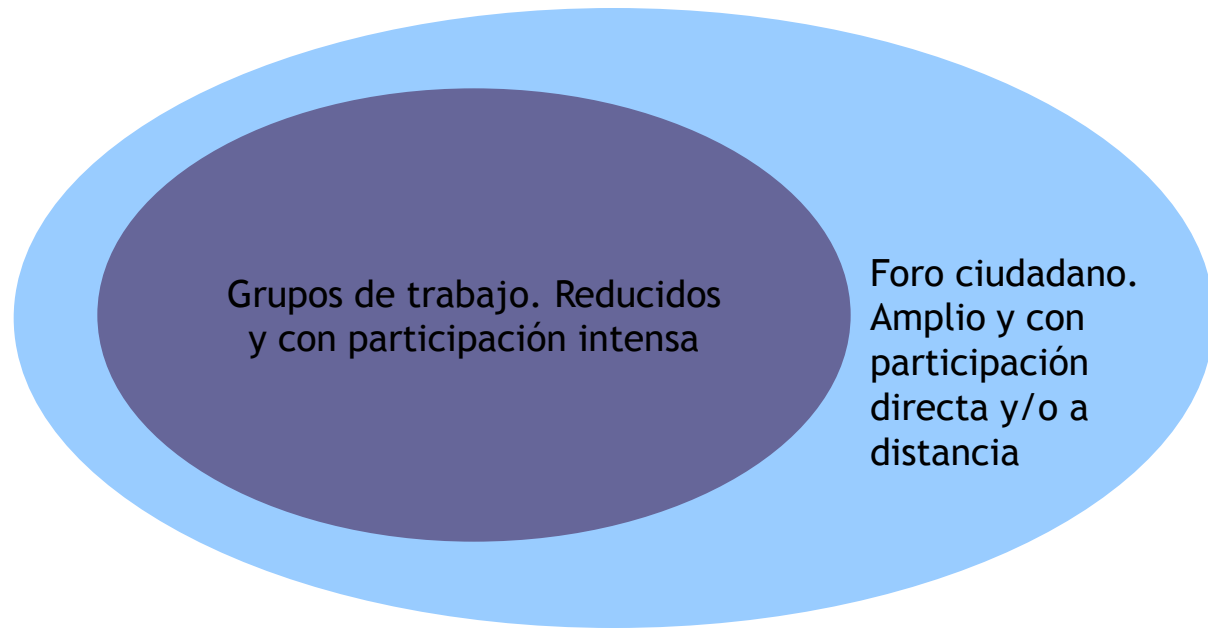 Grupos de trabajo. Reducidos
y con participación intensa
Foro ciudadano.
Amplio y con
participación
directa y/o a
distancia